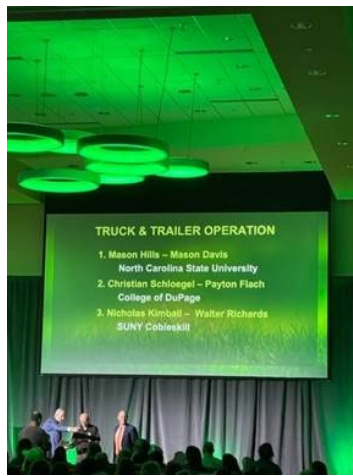 TRUCK & TRAILER OPERATION
1. Mason Hills – Mason Davis
North Carolina State University
2. Christian Schloegel – Payton Flach
College of DuPage
3. Nicholas Kimball – Walter Richards
SUNY Cobleskill